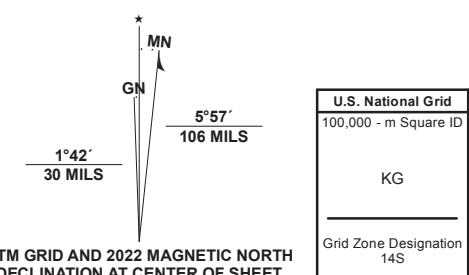 ★
MN
GN
5°57´
106 MILS
1°42´
30 MILS
TM GRID AND 2022 MAGNETIC NORTH
DECLINATION AT CENTER OF SHEET
U.S. National Grid
100,000 - m Square ID
KG
Grid Zone Designation
14S